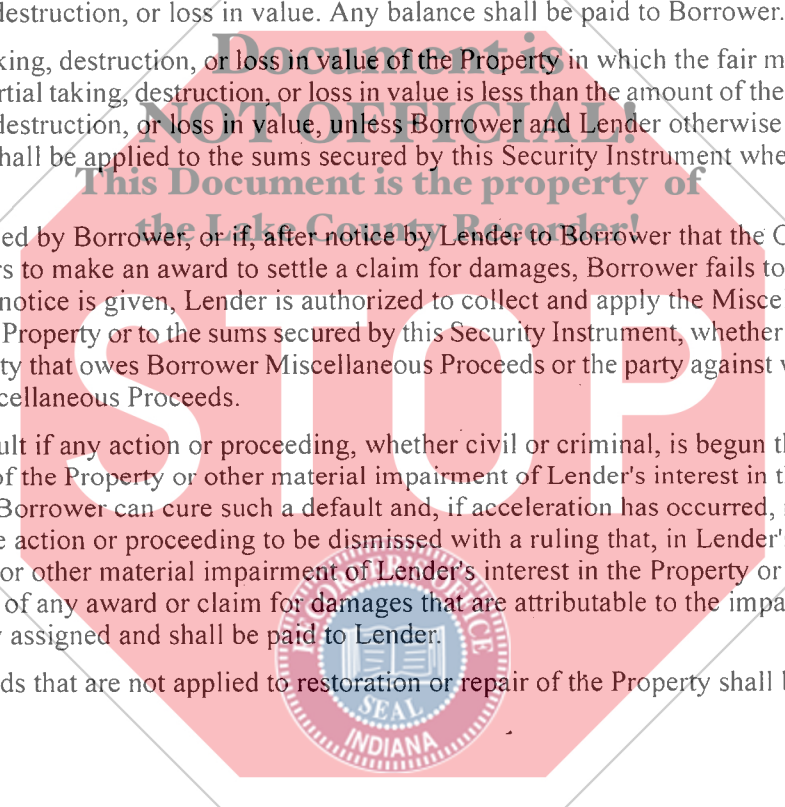 destruction, or loss in value. Any balance shall be paid to Borrower.
Document is
king, destruction, or loss in value of the Property in which the fair m
rtial taking, destruction, or loss in value is less than the amount of the
NOT OFFICIAL!
destruction, or loss in value, unless Borrower and Lender otherwise
hall be applied to the sums secured by this Security Instrument whe
This Document is the property of
the Lake County Recorder!
ed by Borrower, or if, after notice by Lender to Borrower that the O
rs to make an award to settle a claim for damages, Borrower fails to
notice is given, Lender is authorized to collect and apply the Misce
Property or to the sums secured by this Security Instrument, whether
ty that owes Borrower Miscellaneous Proceeds or the party against
cellaneous Proceeds.
STOP
ult if any action or proceeding, whether civil or criminal, is begun th
of the Property or other material impairment of Lender's interest in t
Borrower can cure such a default and, if acceleration has occurred,
e action or proceeding to be dismissed with a ruling that, in Lender's
or other material impairment of Lender's interest in the Property or
of any award or claim for damages that are attributable to the impa
assigned and shall be paid to Lender.
RECORDER'S OFFICE
ds that are not applied to restoration or repair of the Property shall b
SEAL
INDIANA